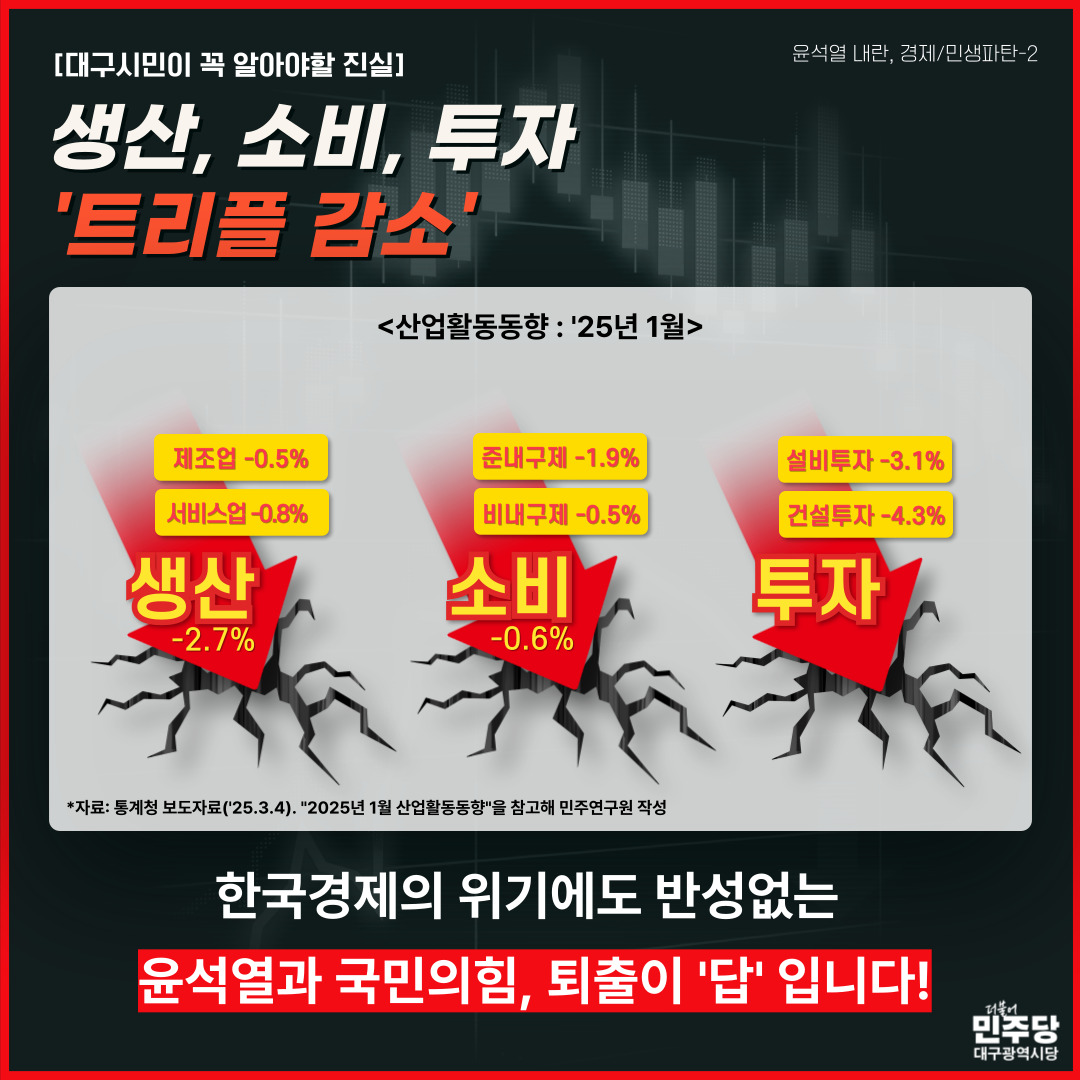 [대구시민이 꼭 알아야할 진실]
윤석열 내란, 경제/민생파탄-2
생산, 소비, 투자
'트리플 감소'
<산업활동동향 : '25년 1월>
제조업 -0.5%
서비스업 -0.8%
생산
-2.7%
준내구제 -1.9%
비내구제 -0.5%
소비
-0.6%
설비투자 -3.1%
건설투자 -4.3%
투자
*자료: 통계청 보도자료('25.3.4). "2025년 1월 산업활동동향"을 참고해 민주연구원 작성
한국경제의 위기에도 반성없는
윤석열과 국민의힘, 퇴출이 '답' 입니다!
더불어
민주당
대구광역시당